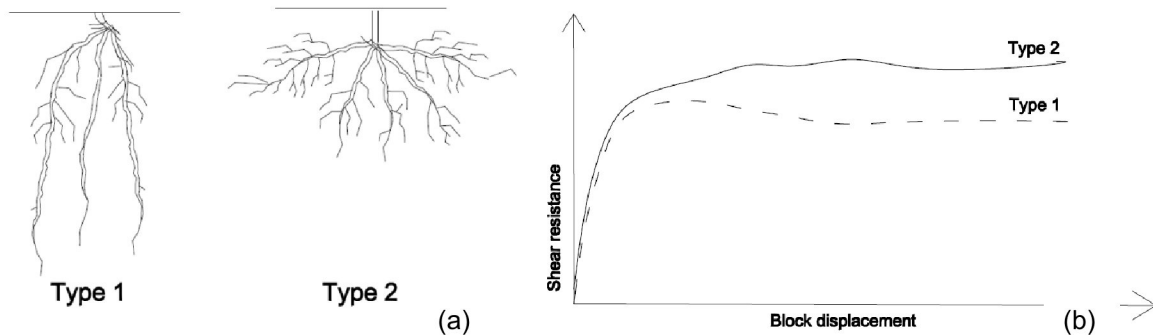 Type 1
Type 2
(a)
Shear resistance
Type 2
Type 1
Block displacement
(b)